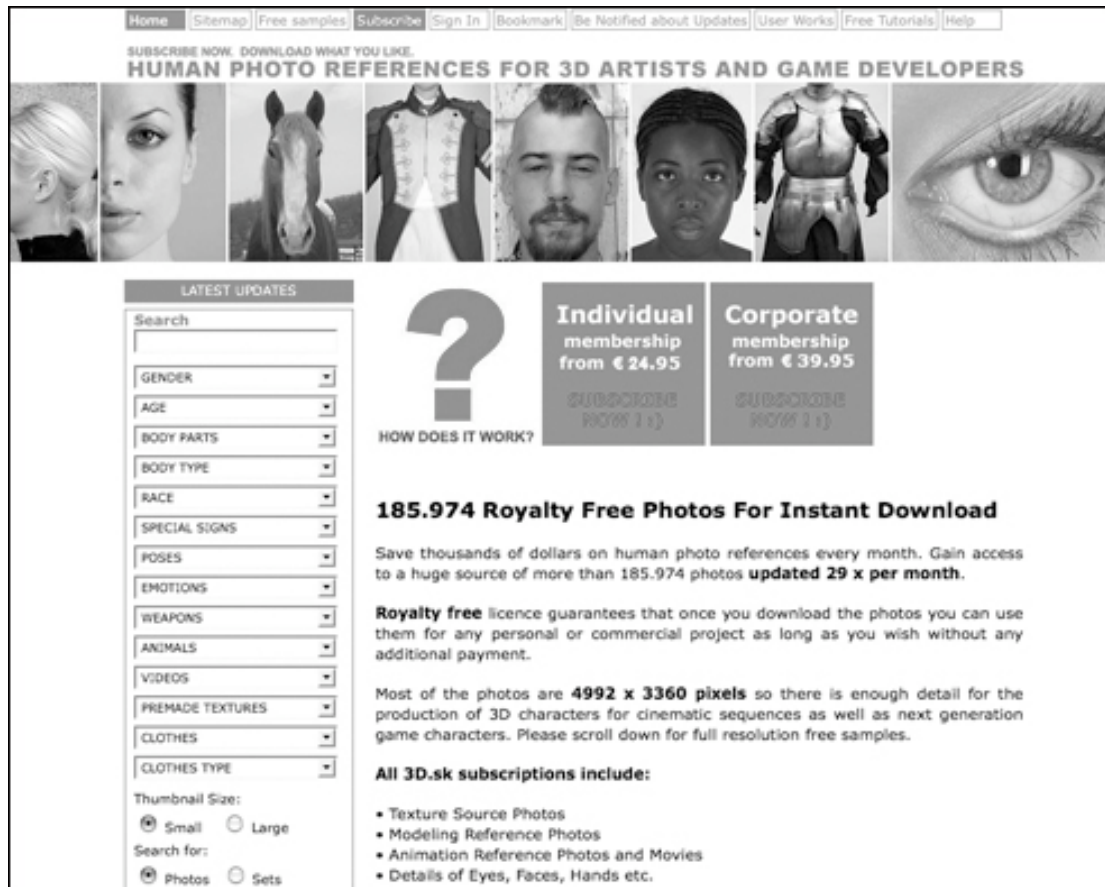 Home Sitemap Free samples Subscribe Sign In Bookmark Be Notified about Updates User Works Free Tutorials Help
SUBSCRIBE NOW. DOWNLOAD WHAT YOU LIKE.
HUMAN PHOTO REFERENCES FOR 3D ARTISTS AND GAME DEVELOPERS
LATEST UPDATES
Search
GENDER
AGE
BODY PARTS
BODY TYPE
RACE
SPECIAL SIGNS
POSES
EMOTIONS
WEAPONS
ANIMALS
VIDEOS
PREMADE TEXTURES
CLOTHES
CLOTHES TYPE
Thumbnail Size:
Small Large
Search for:
Photos Sets
HOW DOES IT WORK?
Individual
membership
from € 24.95
SUBSCRIBE
NOW ! :)
Corporate
membership
from € 39.95
SUBSCRIBE
NOW ! :)
185.974 Royalty Free Photos For Instant Download
Save thousands of dollars on human photo references every month. Gain access
to a huge source of more than 185.974 photos updated 29 x per month.
Royalty free licence guarantees that once you download the photos you can use
them for any personal or commercial project as long as you wish without any
additional payment.
Most of the photos are 4992 x 3360 pixels so there is enough detail for the
production of 3D characters for cinematic sequences as well as next generation
game characters. Please scroll down for full resolution free samples.
All 3D.sk subscriptions include:
• Texture Source Photos
• Modeling Reference Photos
• Animation Reference Photos and Movies
• Details of Eyes, Faces, Hands etc.